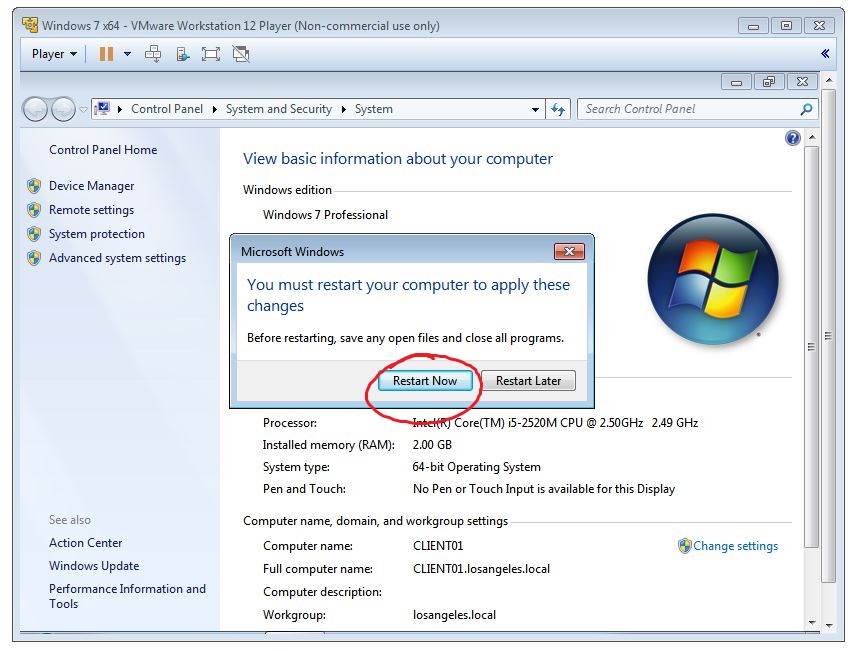 Windows 7 x64 - VMware Workstation 12 Player (Non-commercial use only)
Player
Control Panel System and Security System
Search Control Panel
Control Panel Home
Device Manager
Remote settings
System protection
Advanced system settings
See also
Action Center
Windows Update
Performance Information and
Tools
View basic information about your computer
Windows edition
Windows 7 Professional
Microsoft Windows
You must restart your computer to apply these
changes
Before restarting, save any open files and close all programs.
Restart Now Restart Later
Processor: Intel(R) Core(TM) i5-2520M CPU @ 2.50GHz 2.49 GHz
Installed memory (RAM): 2.00 GB
System type: 64-bit Operating System
Pen and Touch: No Pen or Touch Input is available for this Display
Computer name, domain, and workgroup settings
Computer name: CLIENT01
Change settings
Full computer name: CLIENT01.losangeles.local
Computer description:
Workgroup: losangeles.local